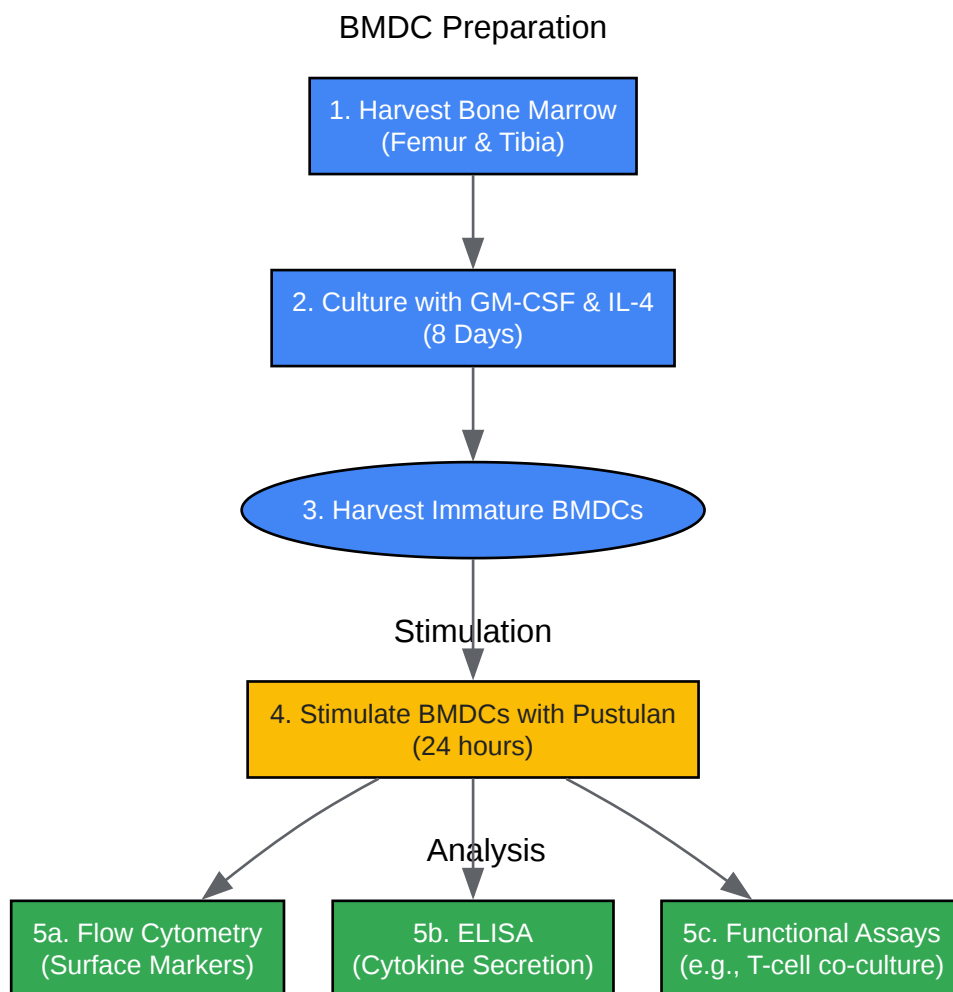 BMDC Preparation
1. Harvest Bone Marrow
(Femur & Tibia)
2. Culture with GM-CSF & IL-4
(8 Days)
3. Harvest Immature BMDCs
Stimulation
4. Stimulate BMDCs with Pustulan
(24 hours)
Analysis
5a. Flow Cytometry
(Surface Markers)
5b. ELISA
(Cytokine Secretion)
5c. Functional Assays
(e.g., T-cell co-culture)